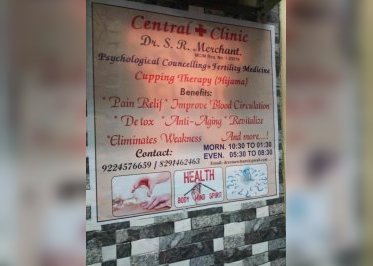 Central + Clinic
Dr. S. R. Merchant.
Psychological Councelling + Fertility Medicine
Cupping Therapy (Hijama)
Benefits:
*Pain Relif *Improve Blood Circulation
*Detox *Anti-Aging *Revitalize
*Eliminates Weakness And more...!
Contact: MORN. 10:30 TO 01:30
9224576659 / 8291462463 EVEN. 05:30 TO 08:30
HEALTH
BODY MIND SPIRIT